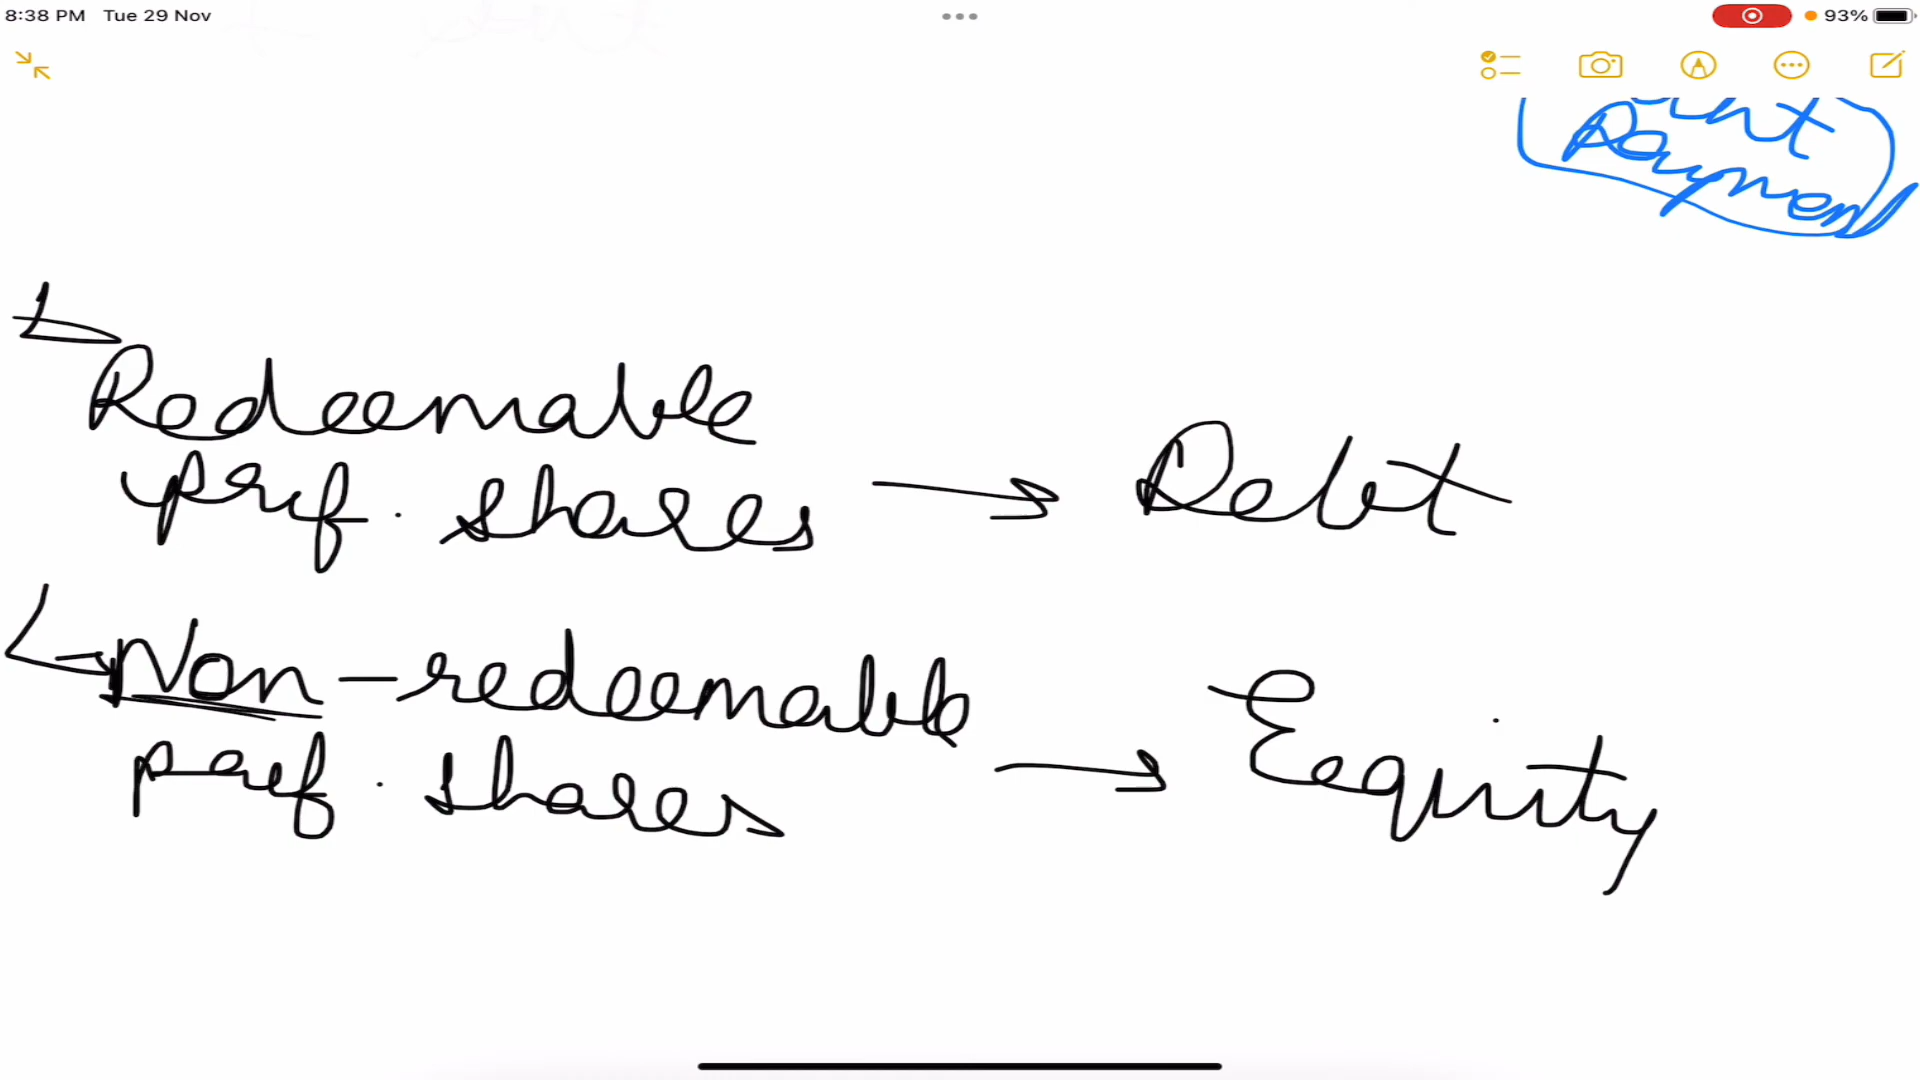 8:38 PM Tue 29 Nov
93%
Payment
Redeemable
pref. shares → Debt
Non-redeemable
pref. shares → Equity